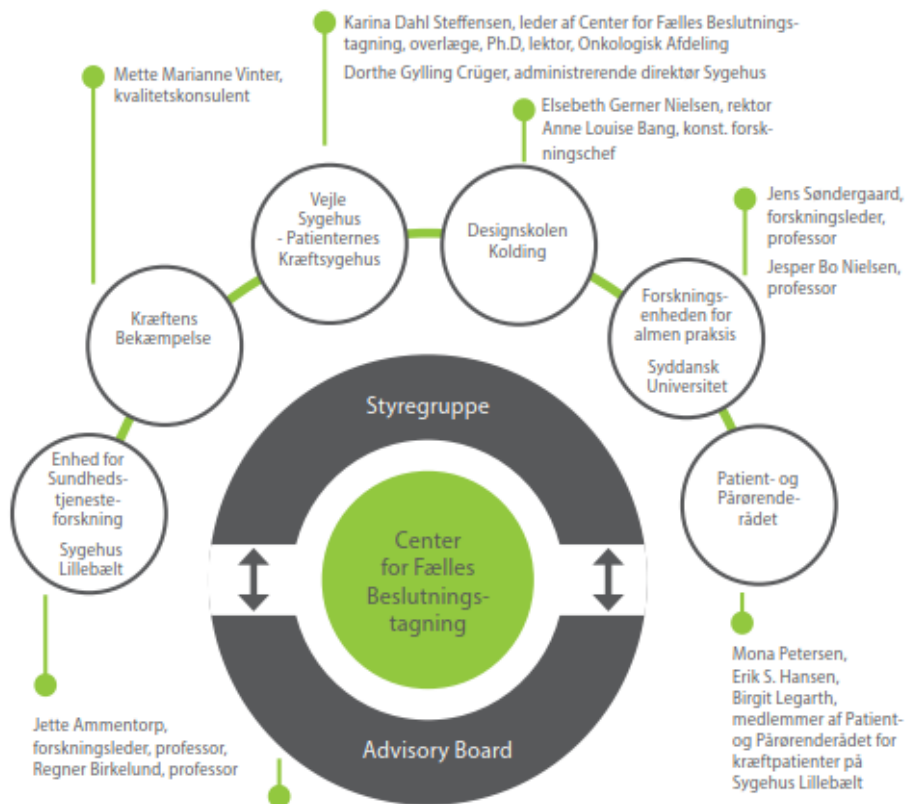 Karina Dahl Steffensen, leder af Center for Fælles Beslutnings-
tagning, overlæge, Ph.D, lektor, Onkologisk Afdeling
Dorthe Gylling Crüger, administrerende direktør Sygehus
Mette Marianne Vinter,
kvalitetskonsulent
Elsebeth Gerner Nielsen, rektor
Anne Louise Bang, konst. forsk-
ningschef
Jens Søndergaard,
forskningsleder,
professor
Jesper Bo Nielsen,
professor
Vejle
Sygehus
- Patienternes
Kræftsygehus
Designskolen
Kolding
Kræftens
Bekæmpelse
Forsknings-
enheden for
almen praksis
Syddansk
Universitet
Enhed for
Sundheds-
tjeneste-
forskning
Sygehus
Lillebælt
Patient- og
Pårørende-
rådet
Styregruppe
Center
for Fælles
Beslutnings-
tagning
Advisory Board
Jette Ammentorp,
forskningsleder, professor,
Regner Birkelund, professor
Mona Petersen,
Erik S. Hansen,
Birgit Legarth,
medlemmer af Patient-
og Pårørenderådet for
kræftpatienter på
Sygehus Lillebælt